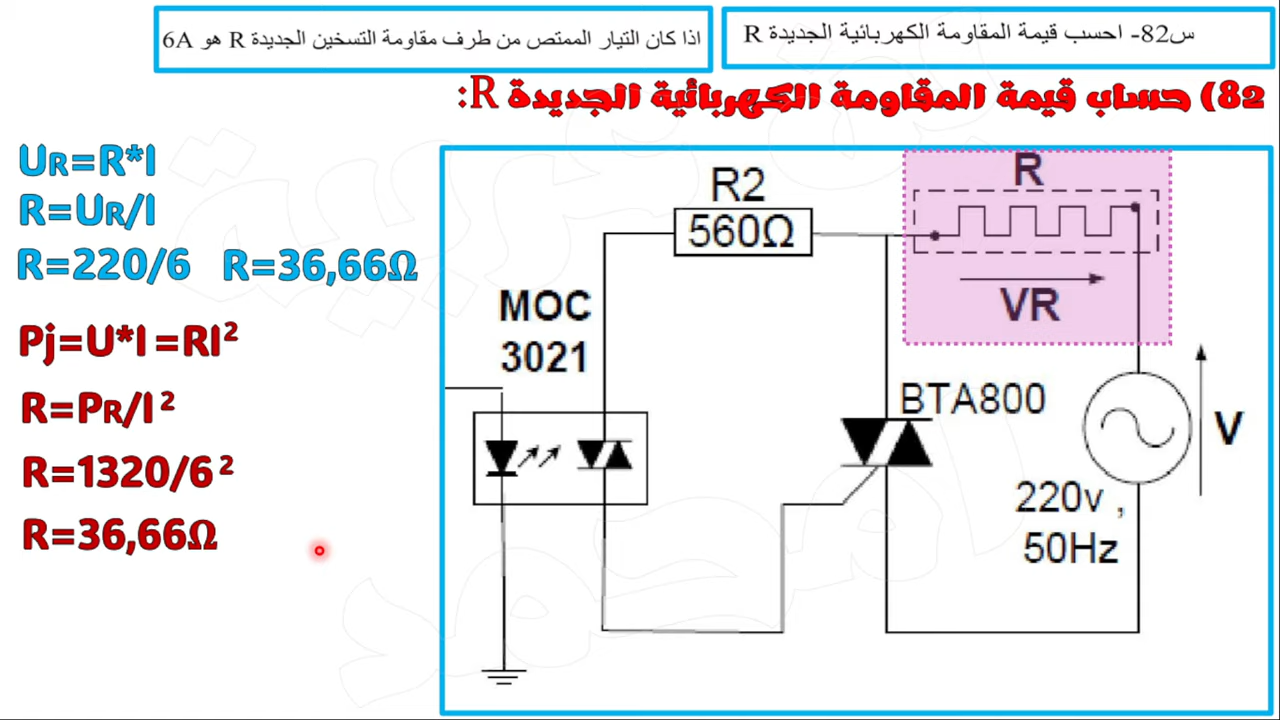 س82- احسب قيمة المقاومة الكهربائية الجديدة R
اذا كان التيار الممتص من طرف مقاومة التسخين الجديدة R هو 6A
82) حساب قيمة المقاومة الكهربائية الجديدة R:
UR=R*I
R=UR/I
R=220/6 R=36,66Ω
Pj=U*I=RI²
R=PR/I²
R=1320/6²
R=36,66Ω
R2
560Ω
R
VR
MOC
3021
BTA800
V
220v ,
50Hz